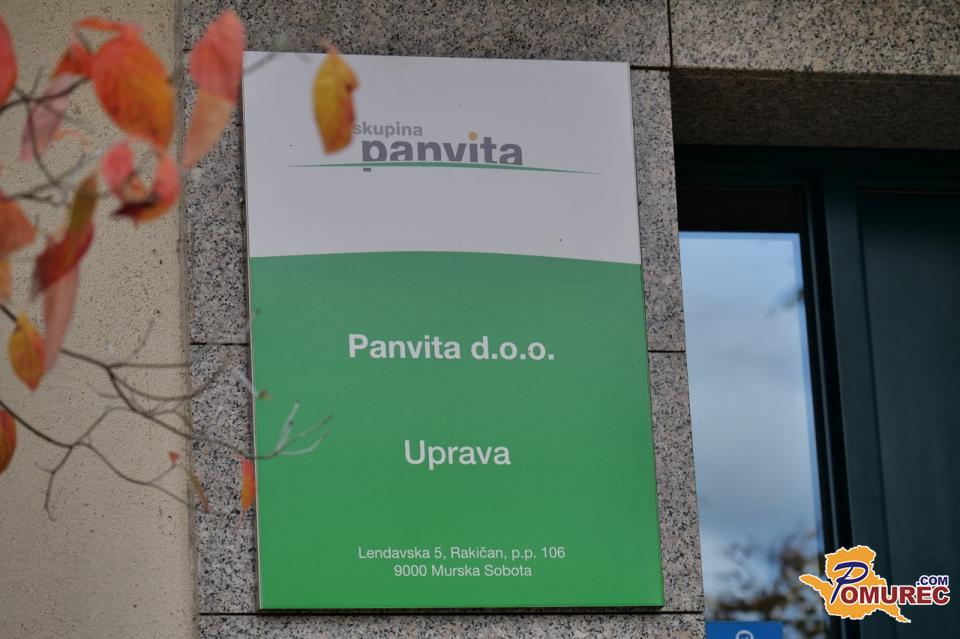 skupina
panvita
Panvita d.o.o.
Uprava
Lendavska 5, Rakičan, p.p. 106
9000 Murska Sobota
POMUREC.COM